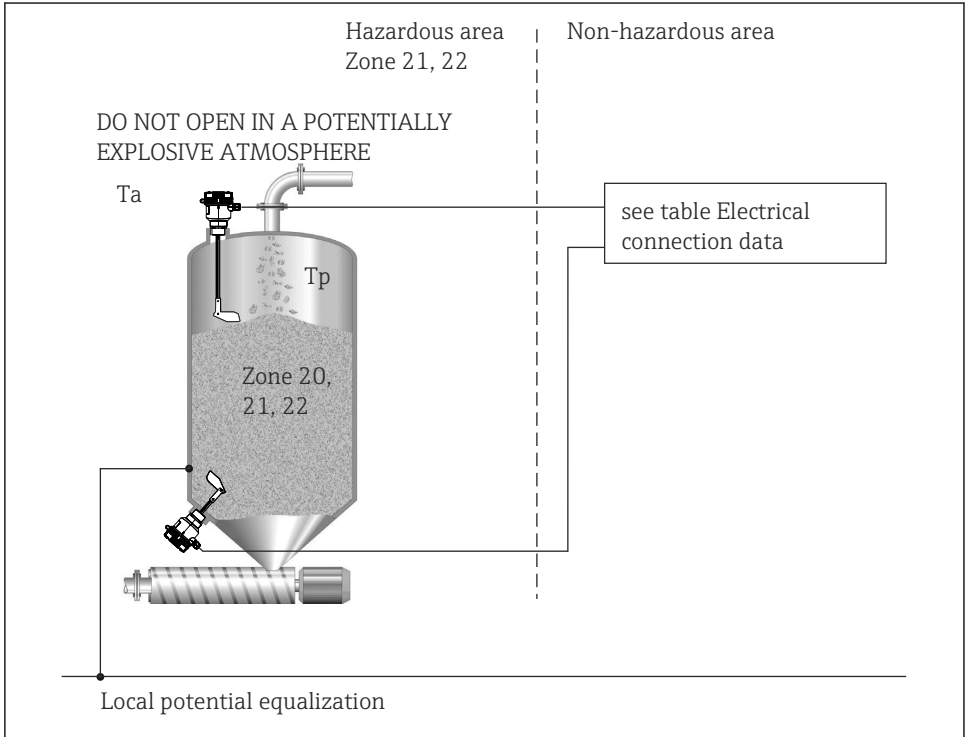 Hazardous area
Zone 21, 22
Non-hazardous area
DO NOT OPEN IN A POTENTIALLY
EXPLOSIVE ATMOSPHERE
Ta
see table Electrical
connection data
Tp
Zone 20,
21, 22
Local potential equalization